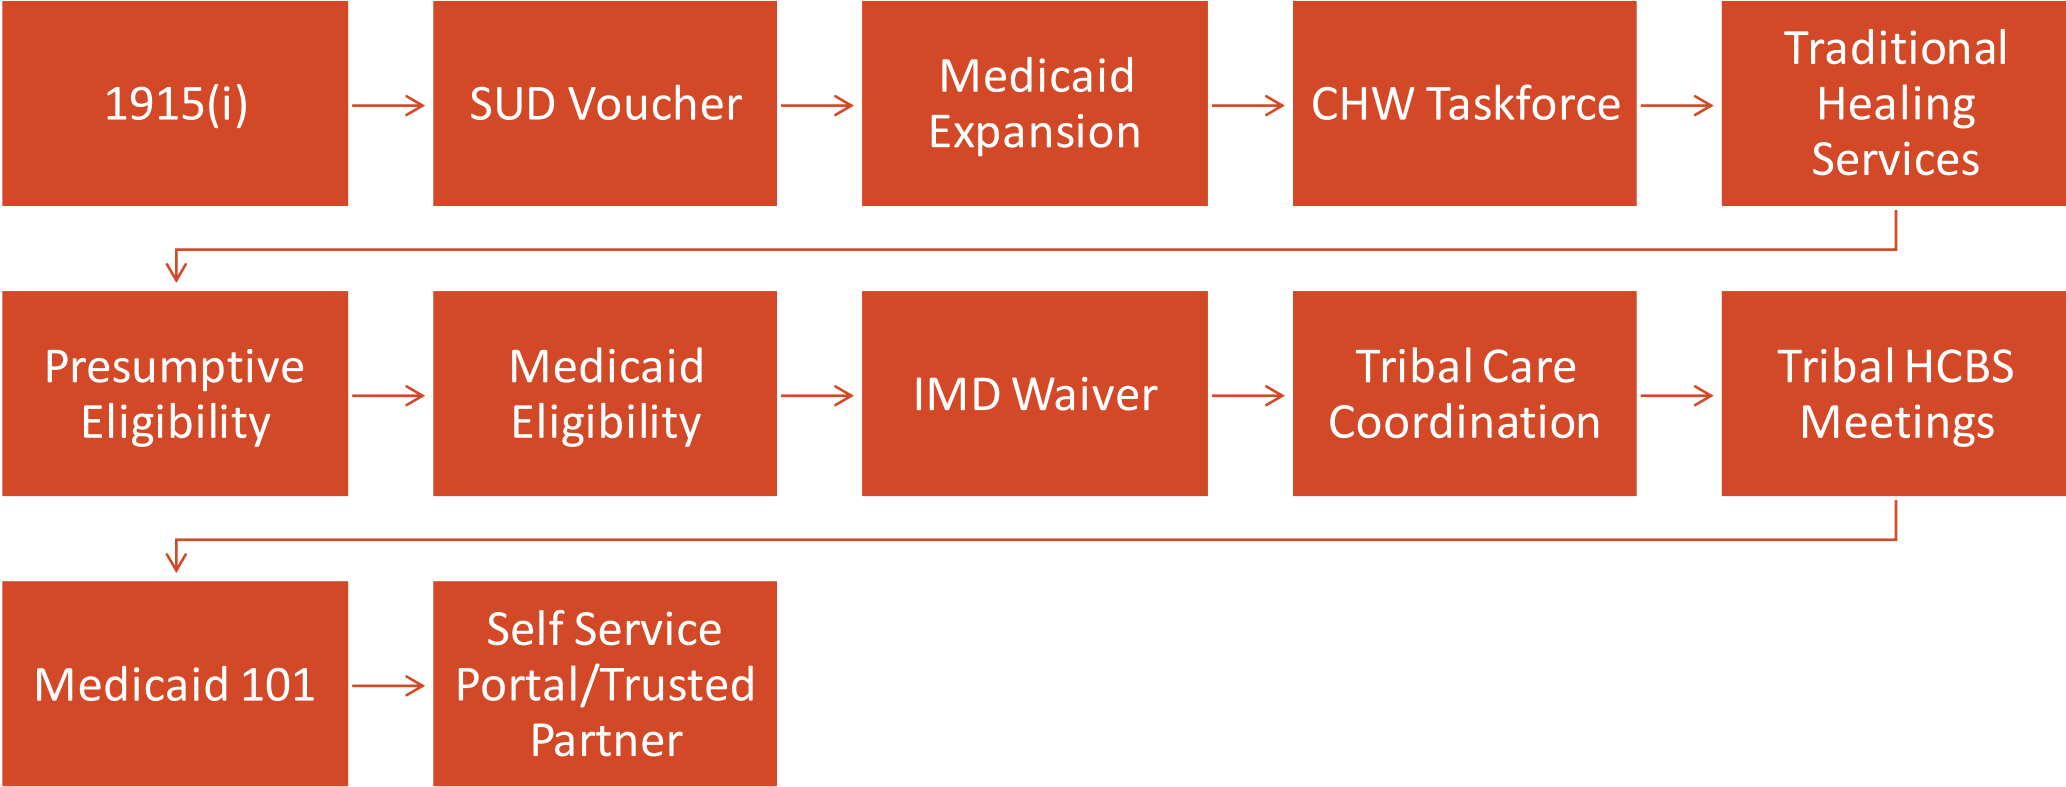 1915(i)
SUD Voucher
Medicaid
Expansion
CHW Taskforce
Traditional
Healing
Services
Presumptive
Eligibility
Medicaid
Eligibility
IMD Waiver
Tribal Care
Coordination
Tribal HCBS
Meetings
Medicaid 101
Self Service
Portal/Trusted
Partner